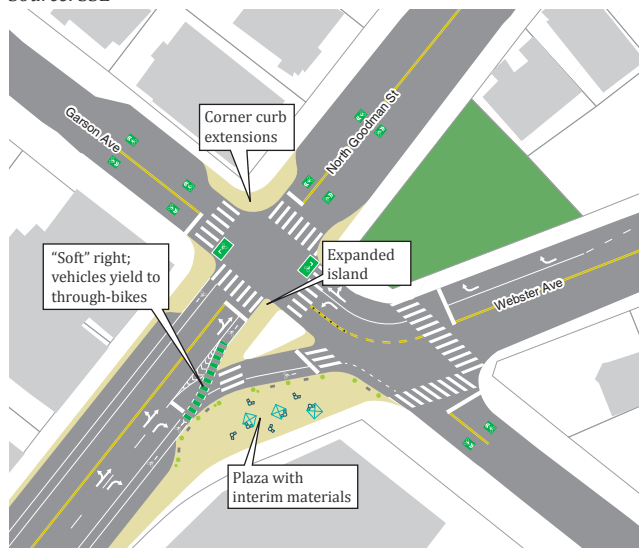 Corner curb
extensions
Garson Ave
North Goodman St
"Soft" right;
vehicles yield to
through-bikes
Expanded
island
Webster Ave
Plaza with
interim materials